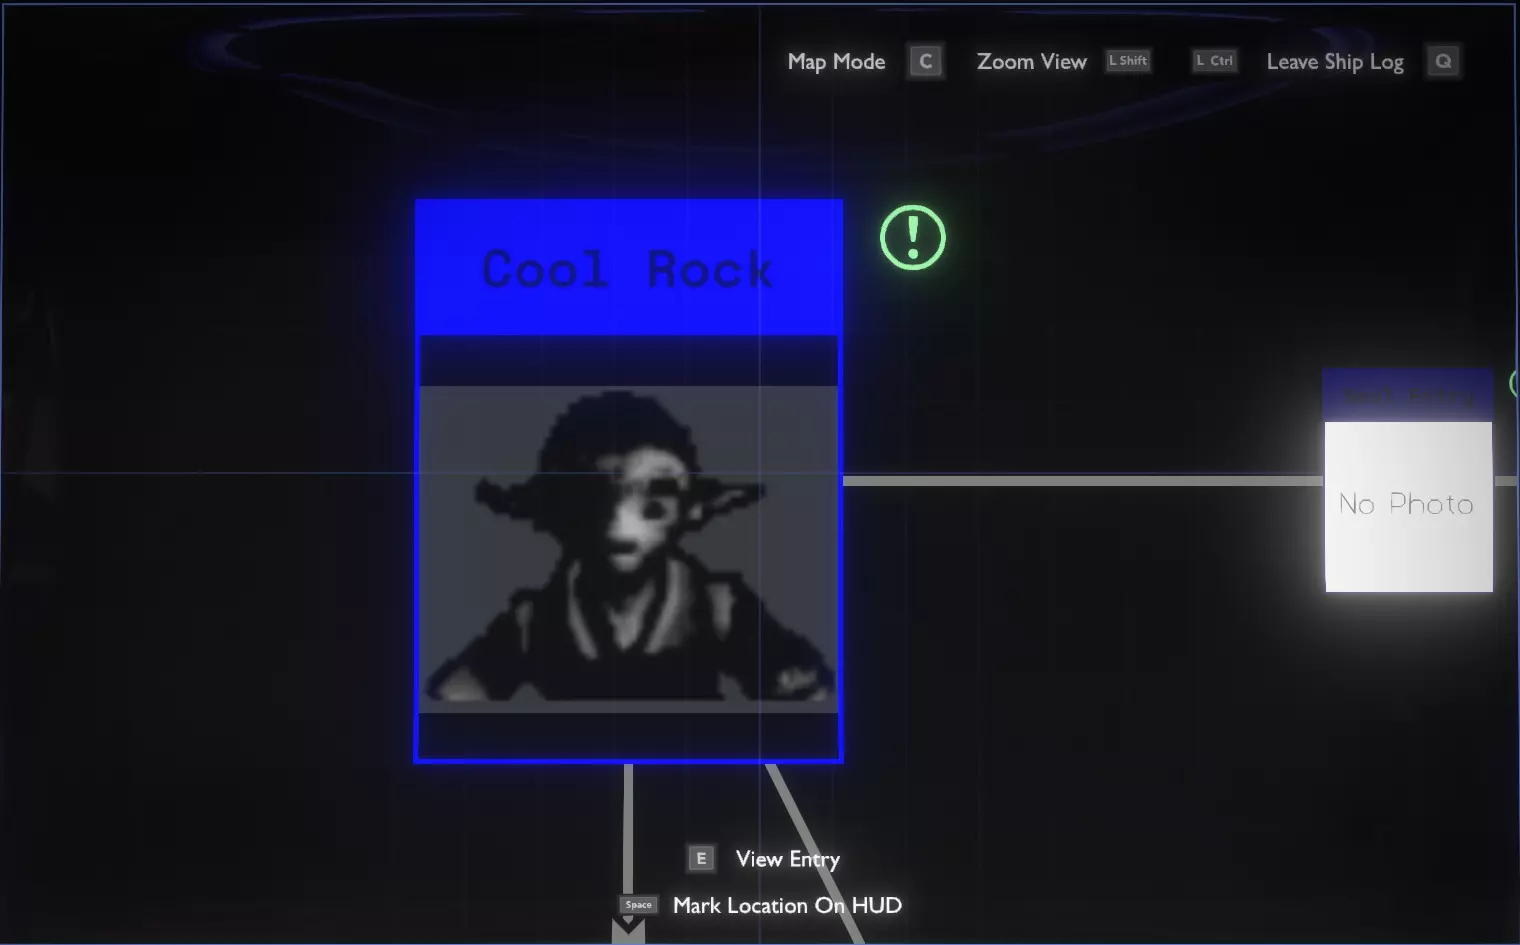 Map Mode C Zoom View L Shift L Ctrl Leave Ship Log Q
Cool Rock
No Photo
E View Entry
Space Mark Location On HUD